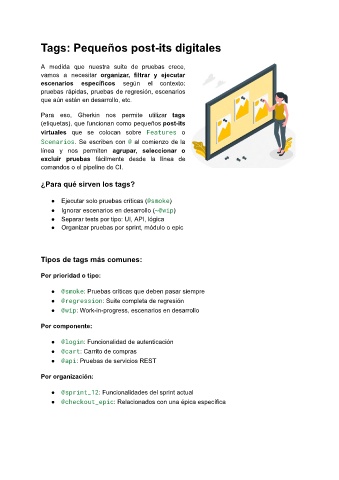 Tags: Pequeños post-its digitales
A medida que nuestra suite de pruebas crece,
vamos a necesitar organizar, filtrar y ejecutar
escenarios específicos según el contexto:
pruebas rápidas, pruebas de regresión, escenarios
que aún están en desarrollo, etc.
Para eso, Gherkin nos permite utilizar tags
(etiquetas), que funcionan como pequeños post-its
virtuales que se colocan sobre Features o
Scenarios. Se escriben con @ al comienzo de la
línea y nos permiten agrupar, seleccionar o
excluir pruebas fácilmente desde la línea de
comandos o el pipeline de CI.
¿Para qué sirven los tags?
● Ejecutar solo pruebas críticas (@smoke)
● Ignorar escenarios en desarrollo (~@wip)
● Separar tests por tipo: UI, API, lógica
● Organizar pruebas por sprint, módulo o epic
Tipos de tags más comunes:
Por prioridad o tipo:
● @smoke: Pruebas críticas que deben pasar siempre
● @regression: Suite completa de regresión
● @wip: Work-in-progress, escenarios en desarrollo
Por componente:
● @login: Funcionalidad de autenticación
● @cart: Carrito de compras
● @api: Pruebas de servicios REST
Por organización:
● @sprint_12: Funcionalidades del sprint actual
● @checkout_epic: Relacionados con una épica específica